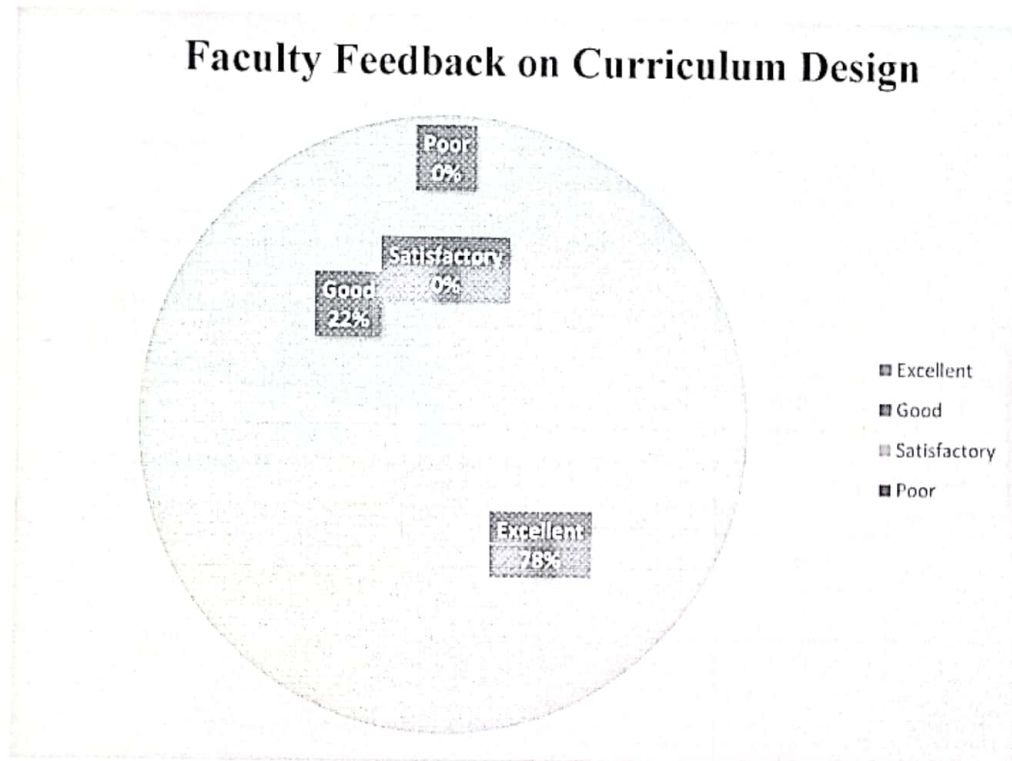 Faculty Feedback on Curriculum Design
Poor
0%
Satisfactory
0%
Good
22%
Excellent
78%
Excellent
Good
Satisfactory
Poor